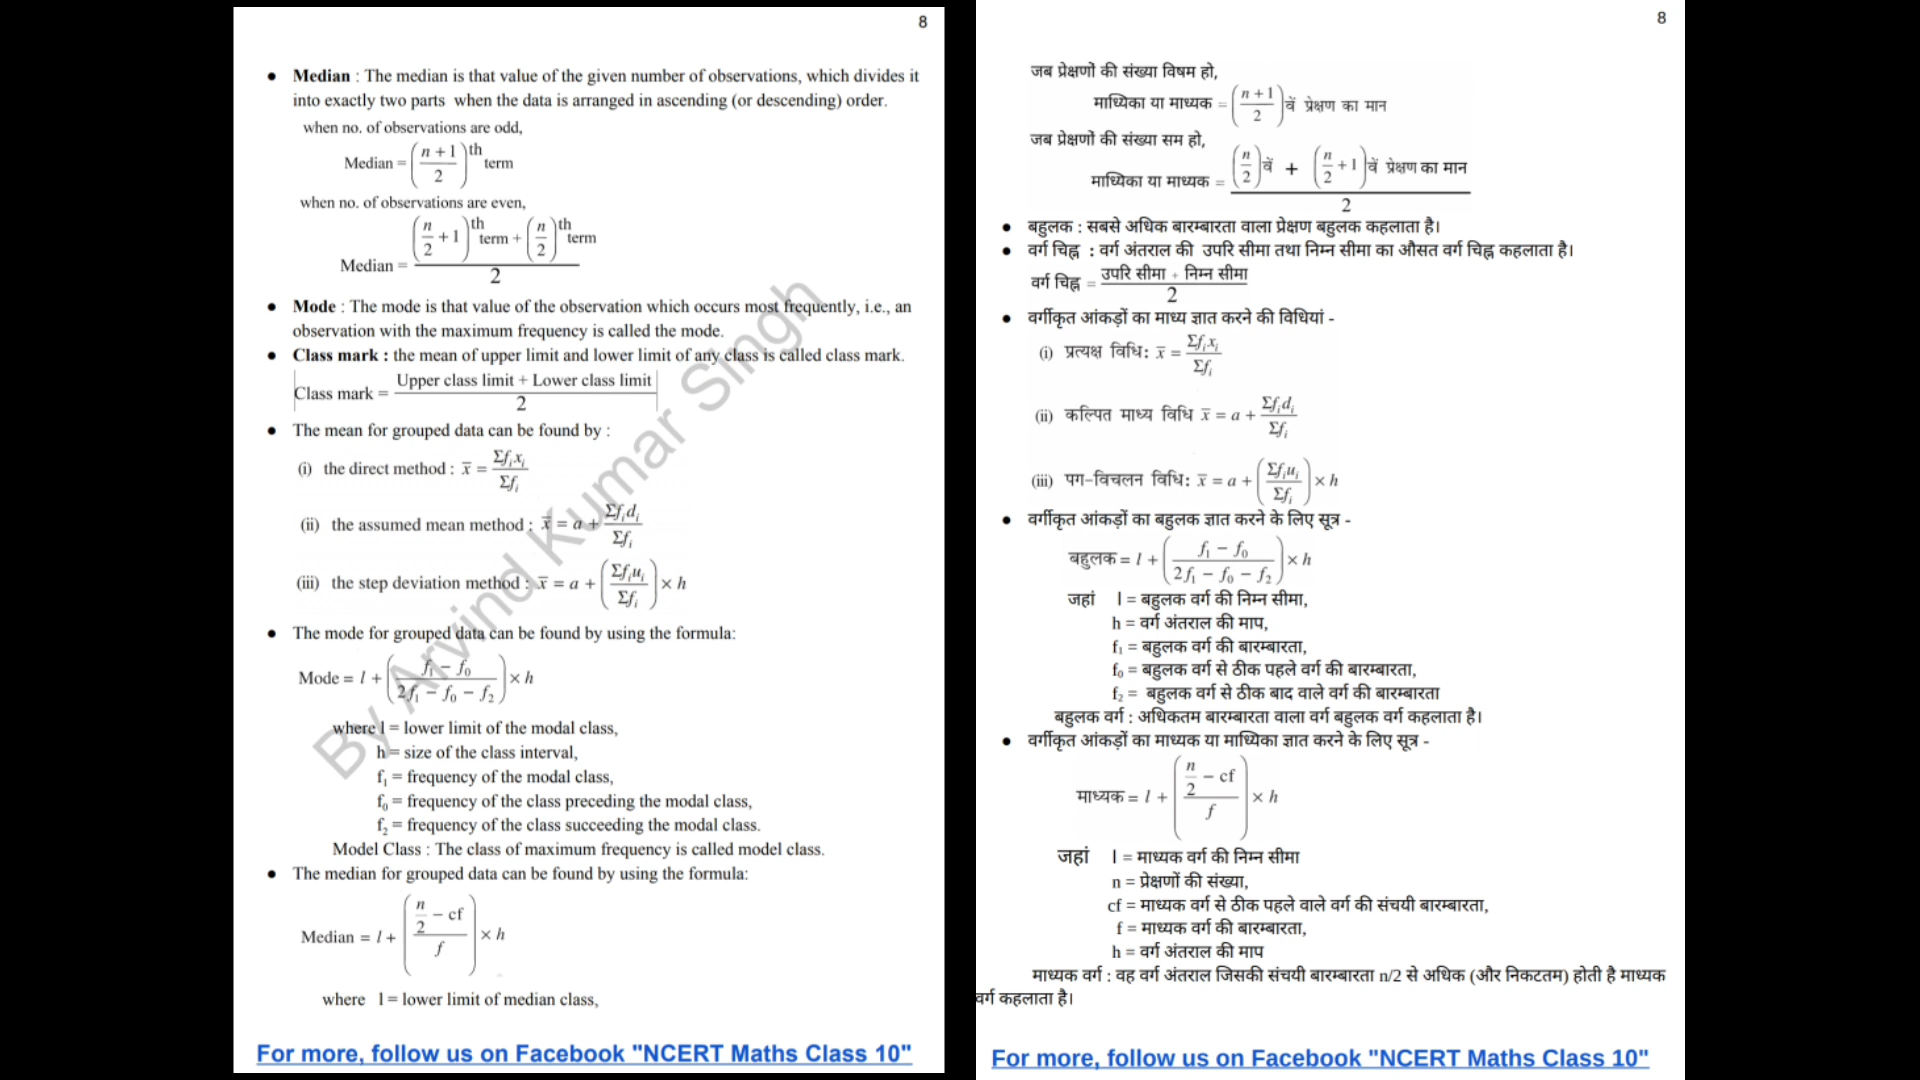 8
● Median : The median is that value of the given number of observations, which divides it
into exactly two parts when the data is arranged in ascending (or descending) order.
when no. of observations are odd,
Median = ((n + 1)/2)th term
when no. of observations are even,
Median = ((n/2 + 1)th term + (n/2)th term)/2
● Mode : The mode is that value of the observation which occurs most frequently, i.e., an
observation with the maximum frequency is called the mode.
● Class mark : the mean of upper limit and lower limit of any class is called class mark.
Class mark = (Upper class limit + Lower class limit)/2
● The mean for grouped data can be found by :
(i) the direct method : x̅ = Σfᵢxᵢ/Σfᵢ
(ii) the assumed mean method : x̅ = a + Σfᵢdᵢ/Σfᵢ
(iii) the step deviation method : x̅ = a + (Σfᵢuᵢ/Σfᵢ) × h
● The mode for grouped data can be found by using the formula:
Mode = l + ((f₁ − f₀)/(2f₁ − f₀ − f₂)) × h
where l = lower limit of the modal class,
h = size of the class interval,
f₁ = frequency of the modal class,
f₀ = frequency of the class preceding the modal class,
f₂ = frequency of the class succeeding the modal class.
Model Class : The class of maximum frequency is called model class.
● The median for grouped data can be found by using the formula:
Median = l + ((n/2 − cf)/f) × h
where l = lower limit of median class,
By Arvind Kumar Singh
For more, follow us on Facebook "NCERT Maths Class 10"
8
जब प्रेक्षणों की संख्या विषम हो,
माध्यिका या माध्यक = ((n + 1)/2)वें प्रेक्षण का मान
जब प्रेक्षणों की संख्या सम हो,
माध्यिका या माध्यक = ((n/2)वें + (n/2 + 1)वें प्रेक्षण का मान)/2
● बहुलक : सबसे अधिक बारम्बारता वाला प्रेक्षण बहुलक कहलाता है।
● वर्ग चिह्न : वर्ग अंतराल की उपरि सीमा तथा निम्न सीमा का औसत वर्ग चिह्न कहलाता है।
वर्ग चिह्न = (उपरि सीमा + निम्न सीमा)/2
● वर्गीकृत आंकड़ों का माध्य ज्ञात करने की विधियां -
(i) प्रत्यक्ष विधि: x̅ = Σfᵢxᵢ/Σfᵢ
(ii) कल्पित माध्य विधि x̅ = a + Σfᵢdᵢ/Σfᵢ
(iii) पग-विचलन विधि: x̅ = a + (Σfᵢuᵢ/Σfᵢ) × h
● वर्गीकृत आंकड़ों का बहुलक ज्ञात करने के लिए सूत्र -
बहुलक = l + ((f₁ − f₀)/(2f₁ − f₀ − f₂)) × h
जहां l = बहुलक वर्ग की निम्न सीमा,
h = वर्ग अंतराल की माप,
f₁ = बहुलक वर्ग की बारम्बारता,
f₀ = बहुलक वर्ग से ठीक पहले वर्ग की बारम्बारता,
f₂ = बहुलक वर्ग से ठीक बाद वाले वर्ग की बारम्बारता
बहुलक वर्ग : अधिकतम बारम्बारता वाला वर्ग बहुलक वर्ग कहलाता है।
● वर्गीकृत आंकड़ों का माध्यक या माध्यिका ज्ञात करने के लिए सूत्र -
माध्यक = l + ((n/2 − cf)/f) × h
जहां l = माध्यक वर्ग की निम्न सीमा
n = प्रेक्षणों की संख्या,
cf = माध्यक वर्ग से ठीक पहले वाले वर्ग की संचयी बारम्बारता,
f = माध्यक वर्ग की बारम्बारता,
h = वर्ग अंतराल की माप
माध्यक वर्ग : वह वर्ग अंतराल जिसकी संचयी बारम्बारता n/2 से अधिक (और निकटतम) होती है माध्यक
वर्ग कहलाता है।
For more, follow us on Facebook "NCERT Maths Class 10"